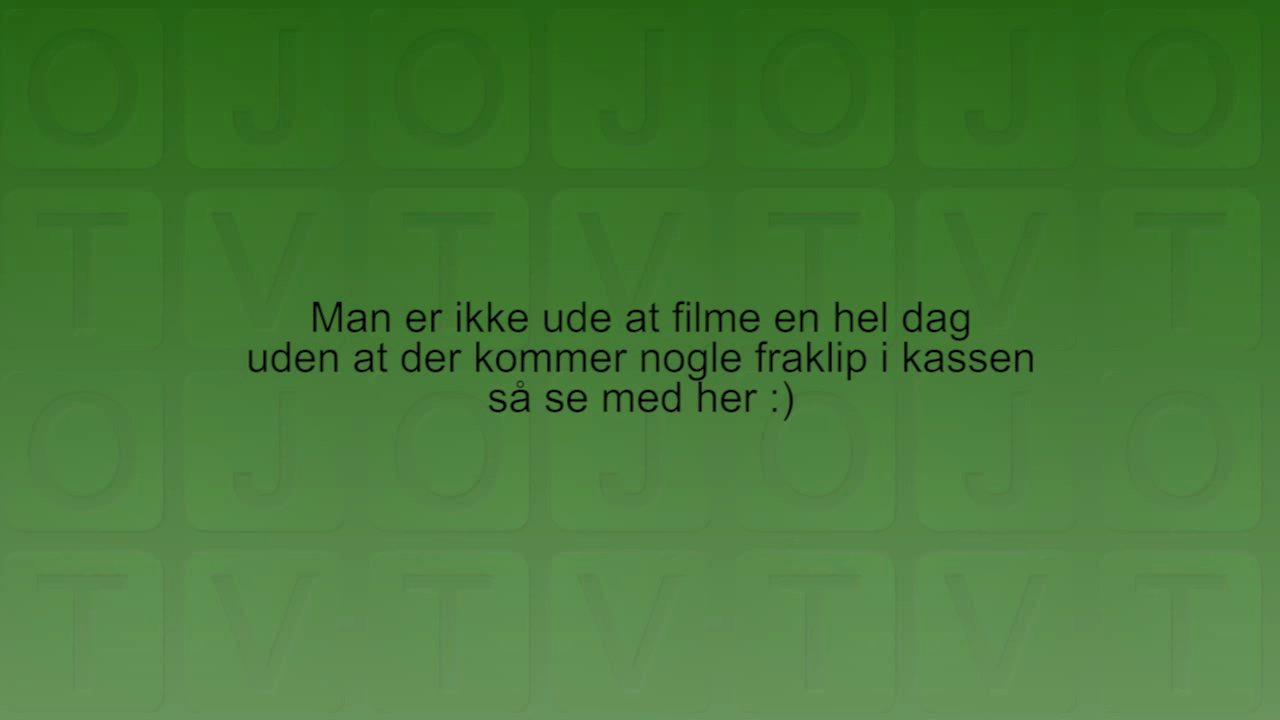 O J O J O J O
T V T V T V T
Man er ikke ude at filme en hel dag
uden at der kommer nogle fraklip i kassen
så se med her :)
O J O J O J O
T V T V T V T